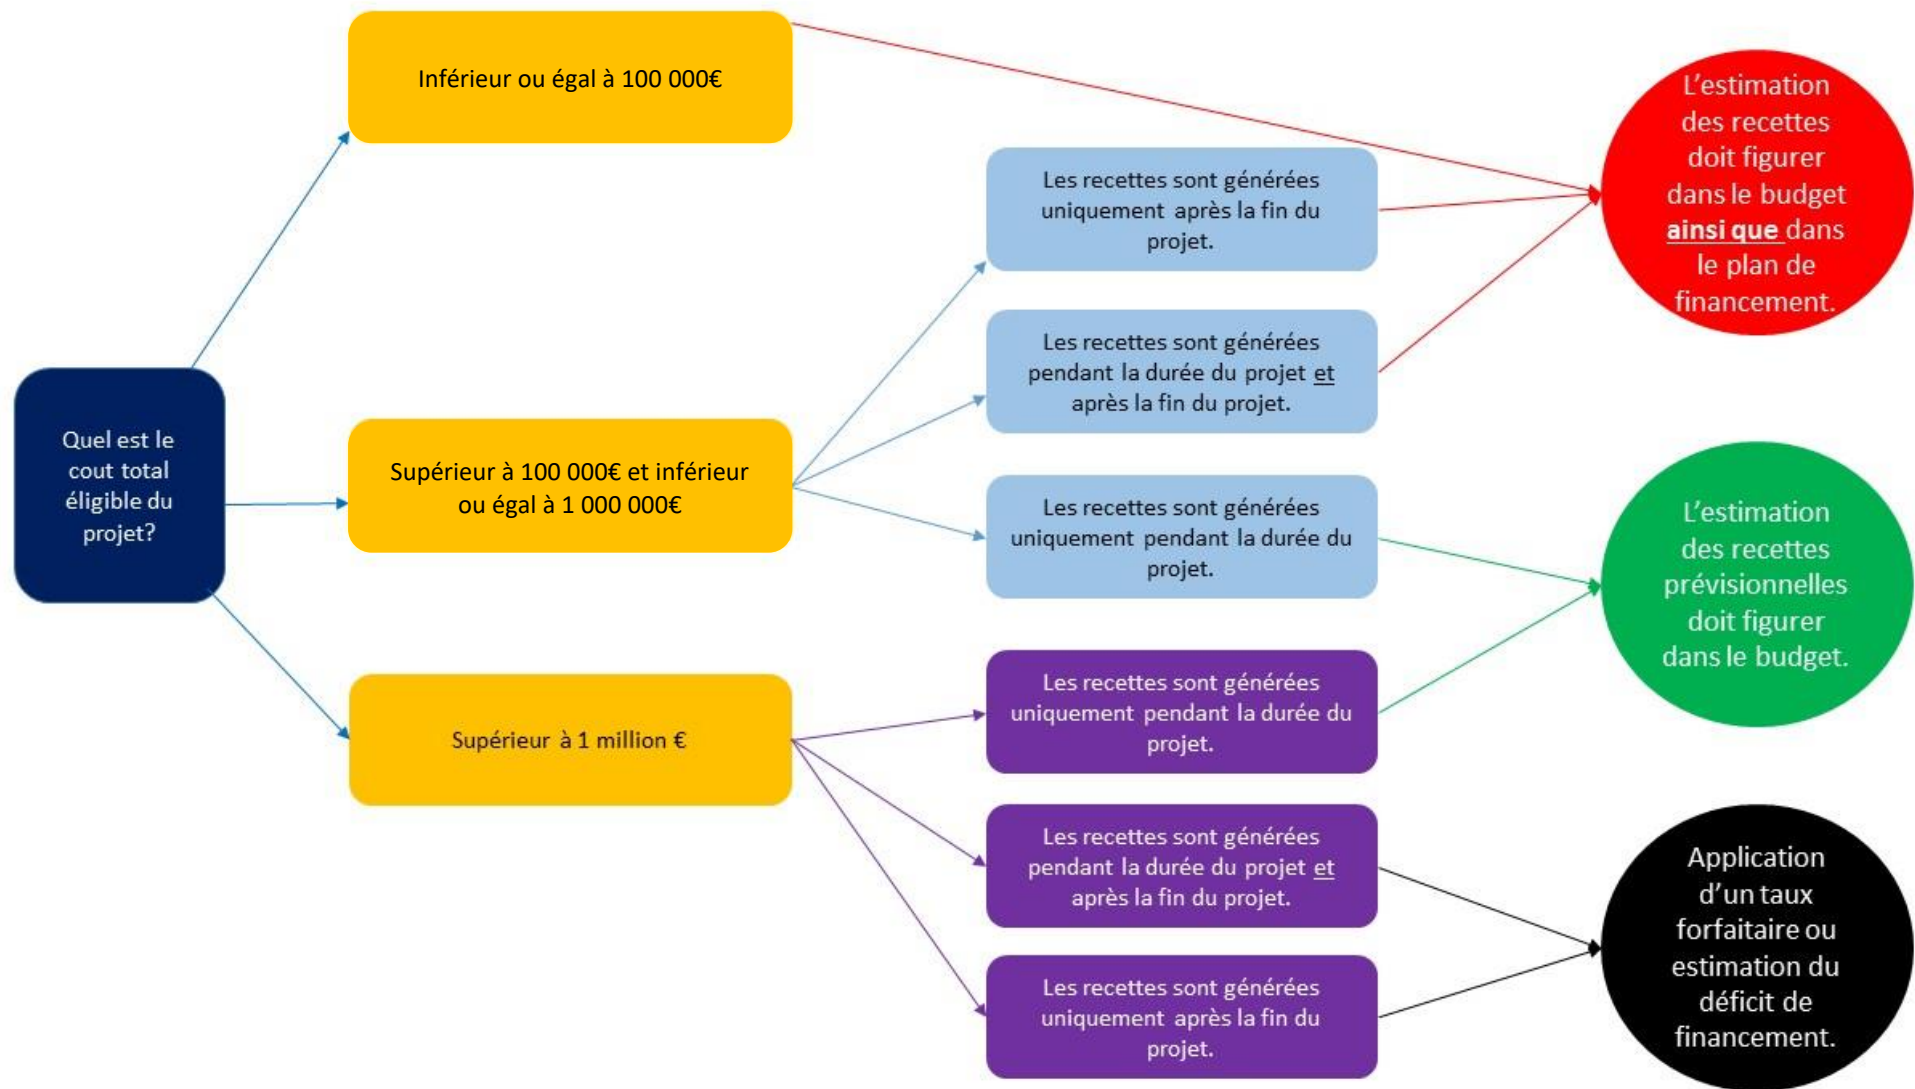 Quel est le
cout total
éligible du
projet?
Inférieur ou égal à 100 000€
Supérieur à 100 000€ et inférieur
ou égal à 1 000 000€
Supérieur à 1 million €
Les recettes sont générées
uniquement après la fin du
projet.
Les recettes sont générées
pendant la durée du projet et
après la fin du projet.
Les recettes sont générées
uniquement pendant la durée du
projet.
Les recettes sont générées
uniquement pendant la durée du
projet.
Les recettes sont générées
pendant la durée du projet et
après la fin du projet.
Les recettes sont générées
uniquement après la fin du
projet.
L'estimation
des recettes
doit figurer
dans le budget
ainsi que dans
le plan de
financement.
L'estimation
des recettes
prévisionnelles
doit figurer
dans le budget.
Application
d'un taux
forfaitaire ou
estimation du
déficit de
financement.